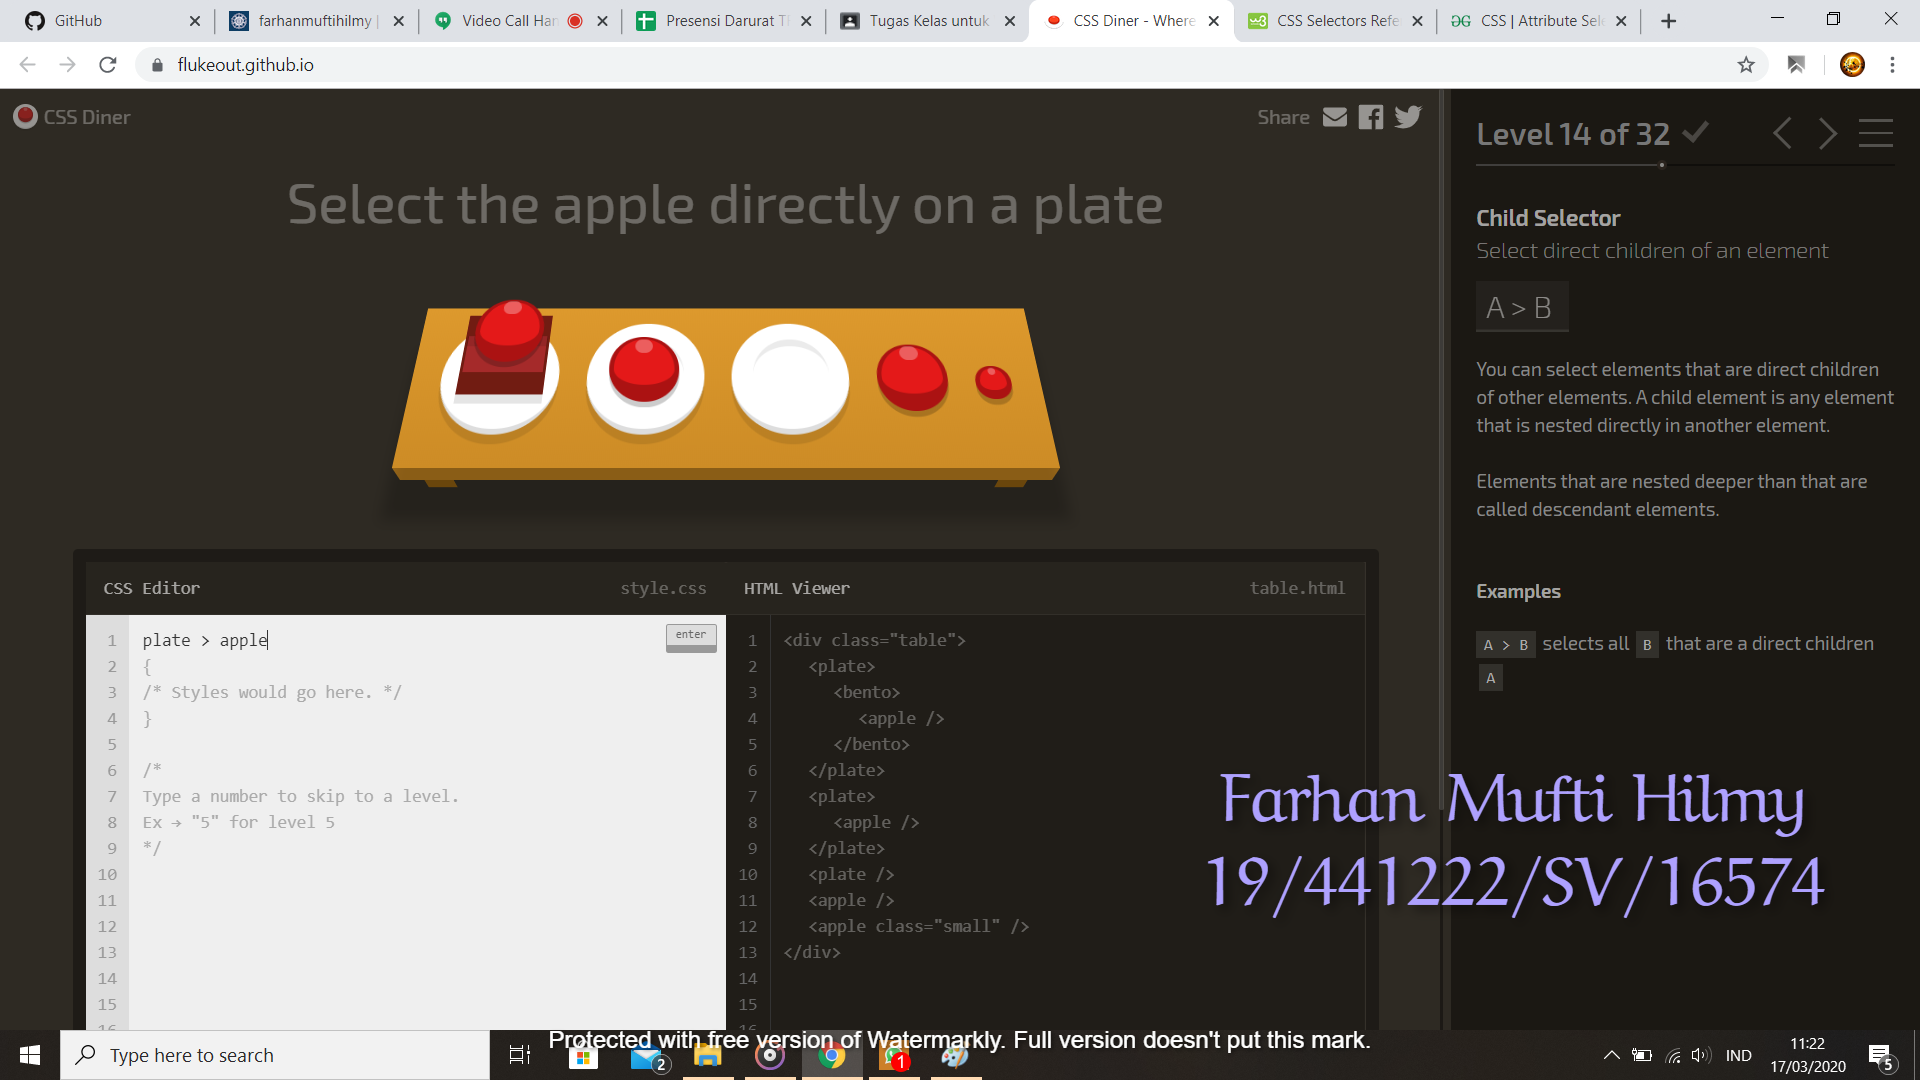 GitHub
farhanmuftihilmy |
Video Call Han
Presensi Darurat T
Tugas Kelas untuk
CSS Diner - Where
CSS Selectors Refe
CSS | Attribute Sele
flukeout.github.io
CSS Diner
Share
Level 14 of 32
Select the apple directly on a plate
Child Selector
Select direct children of an element
A > B
You can select elements that are direct children
of other elements. A child element is any element
that is nested directly in another element.
Elements that are nested deeper than that are
called descendant elements.
Examples
A > B selects all B that are a direct children
A
CSS Editor
style.css
HTML Viewer
table.html
enter
1 plate > apple
2 {
3 /* Styles would go here. */
4 }
5
6 /*
7 Type a number to skip to a level.
8 Ex → "5" for level 5
9 */
10
11
12
13
14
15
16
1 <div class="table">
2 <plate>
3 <bento>
4 <apple />
5 </bento>
6 </plate>
7 <plate>
8 <apple />
9 </plate>
10 <plate />
11 <apple />
12 <apple class="small" />
13 </div>
14
15
16
Farhan Mufti Hilmy
19/441222/SV/16574
Protected with free version of Watermarkly. Full version doesn't put this mark.
Type here to search
2
1
IND
11:22
17/03/2020
5